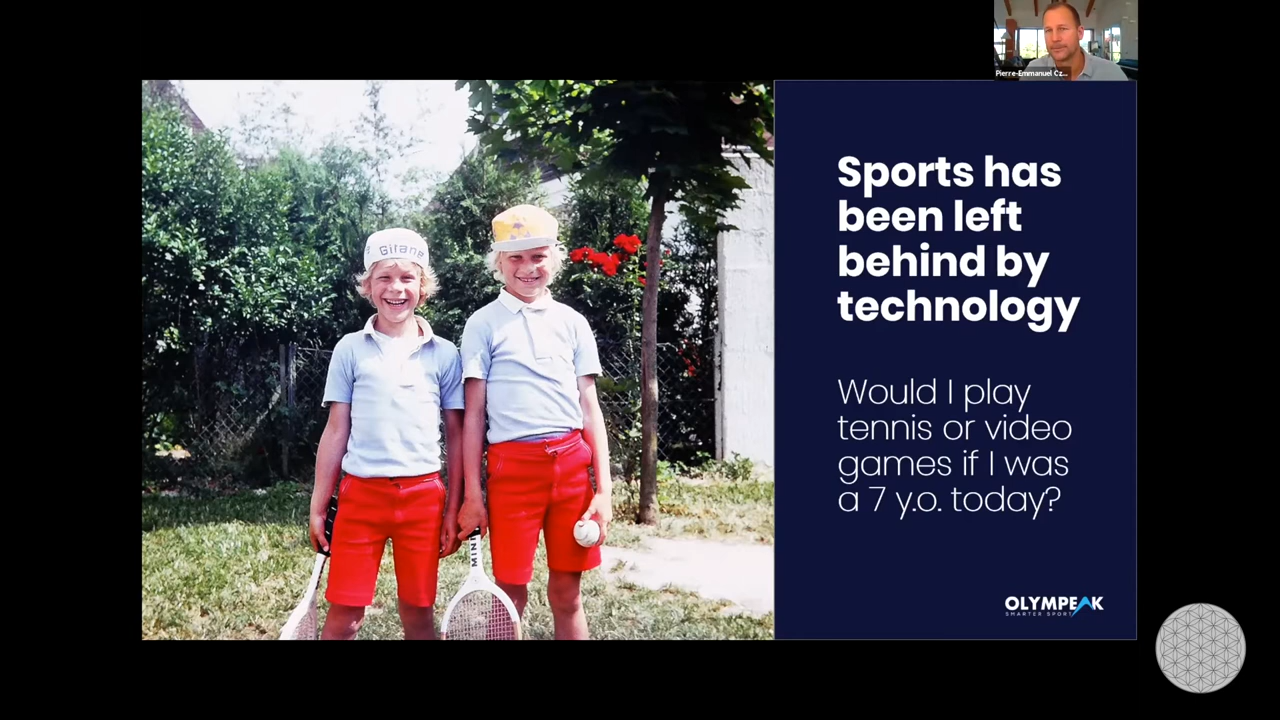 Pierre-Emmanuel Cz...
Sports has
been left
behind by
technology
Gitane
Would I play
tennis or video
games if I was
a 7 y.o. today?
MINI
OLYMPEAK
SMARTER SPORT